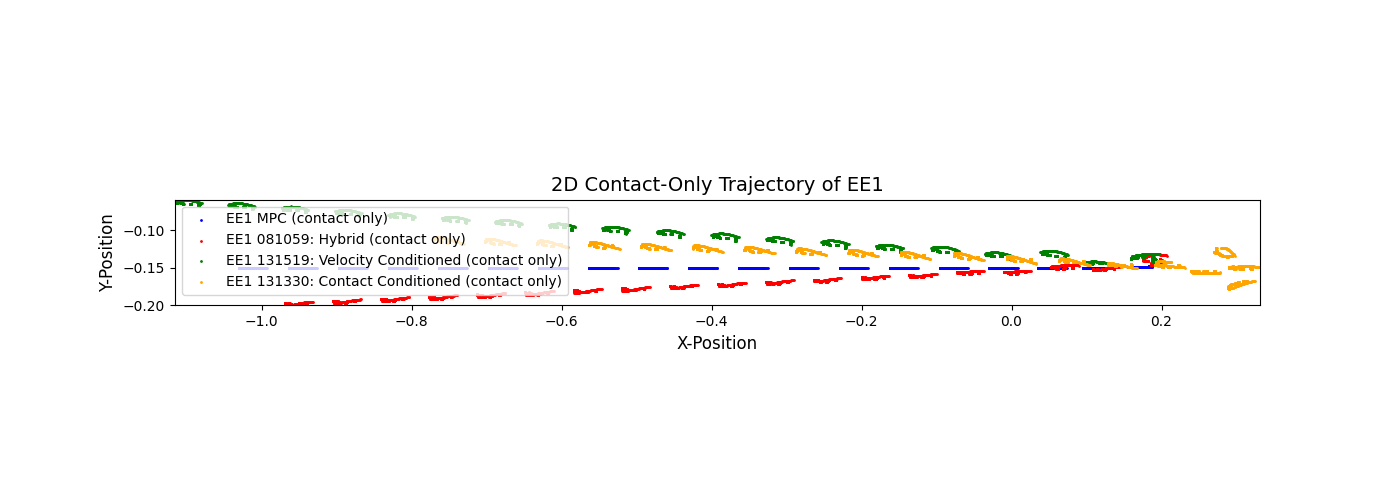 2D Contact-Only Trajectory of EE1
Y-Position
−0.10
−0.15
−0.20
EE1 MPC (contact only)
EE1 081059: Hybrid (contact only)
EE1 131519: Velocity Conditioned (contact only)
EE1 131330: Contact Conditioned (contact only)
−1.0 −0.8 −0.6 −0.4 −0.2 0.0 0.2
X-Position